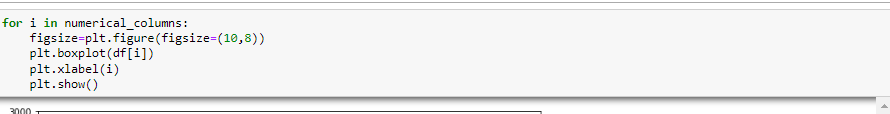 for i in numerical_columns:
    figsize=plt.figure(figsize=(10,8))
    plt.boxplot(df[i])
    plt.xlabel(i)
    plt.show()
3000